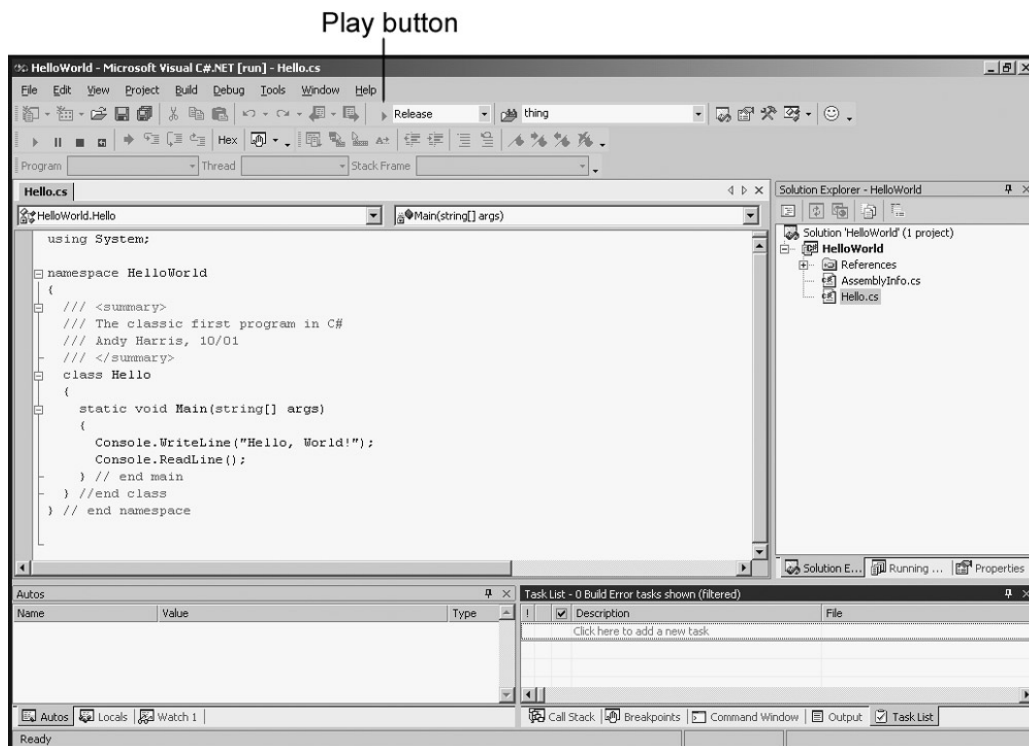 Play button
HelloWorld - Microsoft Visual C#.NET [run] - Hello.cs
File Edit View Project Build Debug Tools Window Help
Release thing
Hex
Program Thread Stack Frame
Hello.cs
HelloWorld.Hello Main(string[] args)
using System;
namespace HelloWorld
{
/// <summary>
/// The classic first program in C#
/// Andy Harris, 10/01
/// </summary>
class Hello
{
static void Main(string[] args)
{
Console.WriteLine("Hello, World!");
Console.ReadLine();
} // end main
} //end class
} // end namespace
Solution Explorer - HelloWorld
Solution 'HelloWorld' (1 project)
HelloWorld
References
AssemblyInfo.cs
Hello.cs
Solution E... Running ... Properties
Autos
Name Value Type
Autos Locals Watch 1
Task List - 0 Build Error tasks shown (filtered)
! Description File
Click here to add a new task
Call Stack Breakpoints Command Window Output Task List
Ready